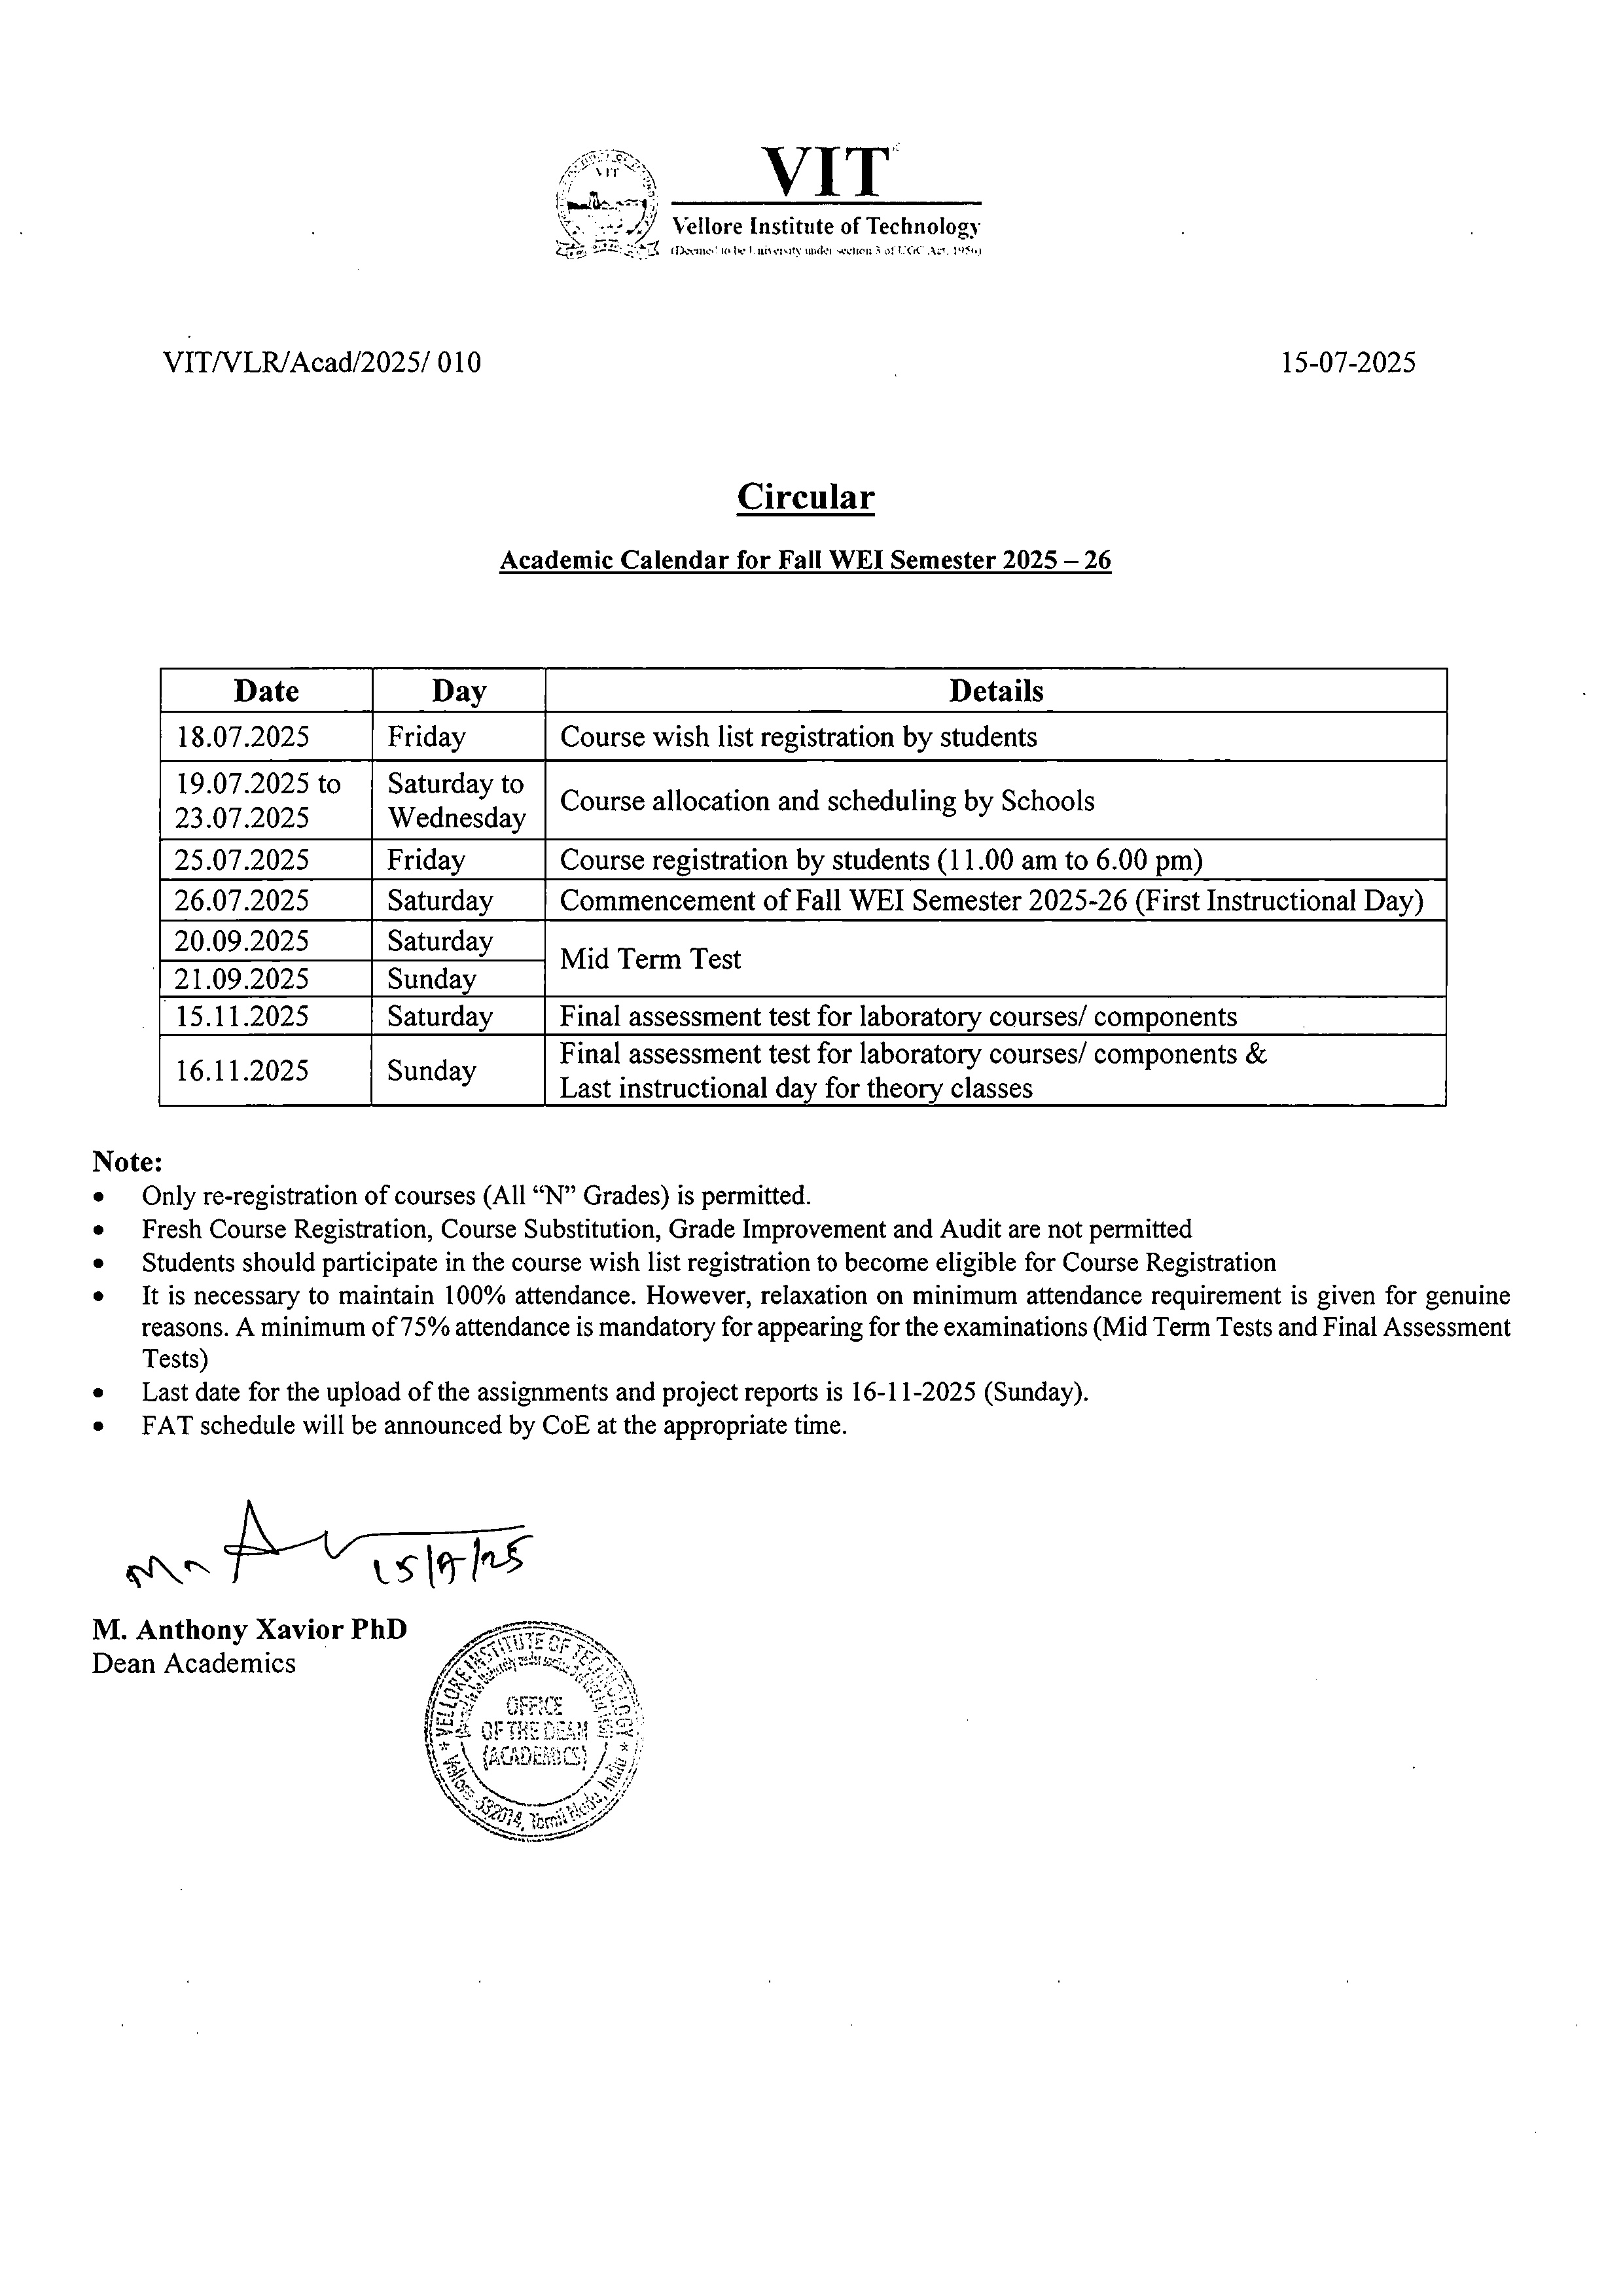 VIT
VIT
Vellore Institute of Technology
(Deemed to be University under section 3 of UGC Act, 1956)
VIT/VLR/Acad/2025/ 010
15-07-2025
Circular
Academic Calendar for Fall WEI Semester 2025 – 26
Date Day Details
18.07.2025 Friday Course wish list registration by students
19.07.2025 to Saturday to
23.07.2025 Wednesday
Course allocation and scheduling by Schools
25.07.2025 Friday Course registration by students (11.00 am to 6.00 pm)
26.07.2025 Saturday Commencement of Fall WEI Semester 2025-26 (First Instructional Day)
20.09.2025 Saturday
Mid Term Test
21.09.2025 Sunday
15.11.2025 Saturday Final assessment test for laboratory courses/ components
16.11.2025 Sunday Final assessment test for laboratory courses/ components &
Last instructional day for theory classes
Note:
• Only re-registration of courses (All “N” Grades) is permitted.
• Fresh Course Registration, Course Substitution, Grade Improvement and Audit are not permitted
• Students should participate in the course wish list registration to become eligible for Course Registration
• It is necessary to maintain 100% attendance. However, relaxation on minimum attendance requirement is given for genuine
reasons. A minimum of 75% attendance is mandatory for appearing for the examinations (Mid Term Tests and Final Assessment
Tests)
• Last date for the upload of the assignments and project reports is 16-11-2025 (Sunday).
• FAT schedule will be announced by CoE at the appropriate time.
15/7/25
M. Anthony Xavior PhD
Dean Academics
VELLORE INSTITUTE OF TECHNOLOGY
OFFICE
OF THE DEAN
(ACADEMICS)
Vellore-632014, Tamil Nadu, India